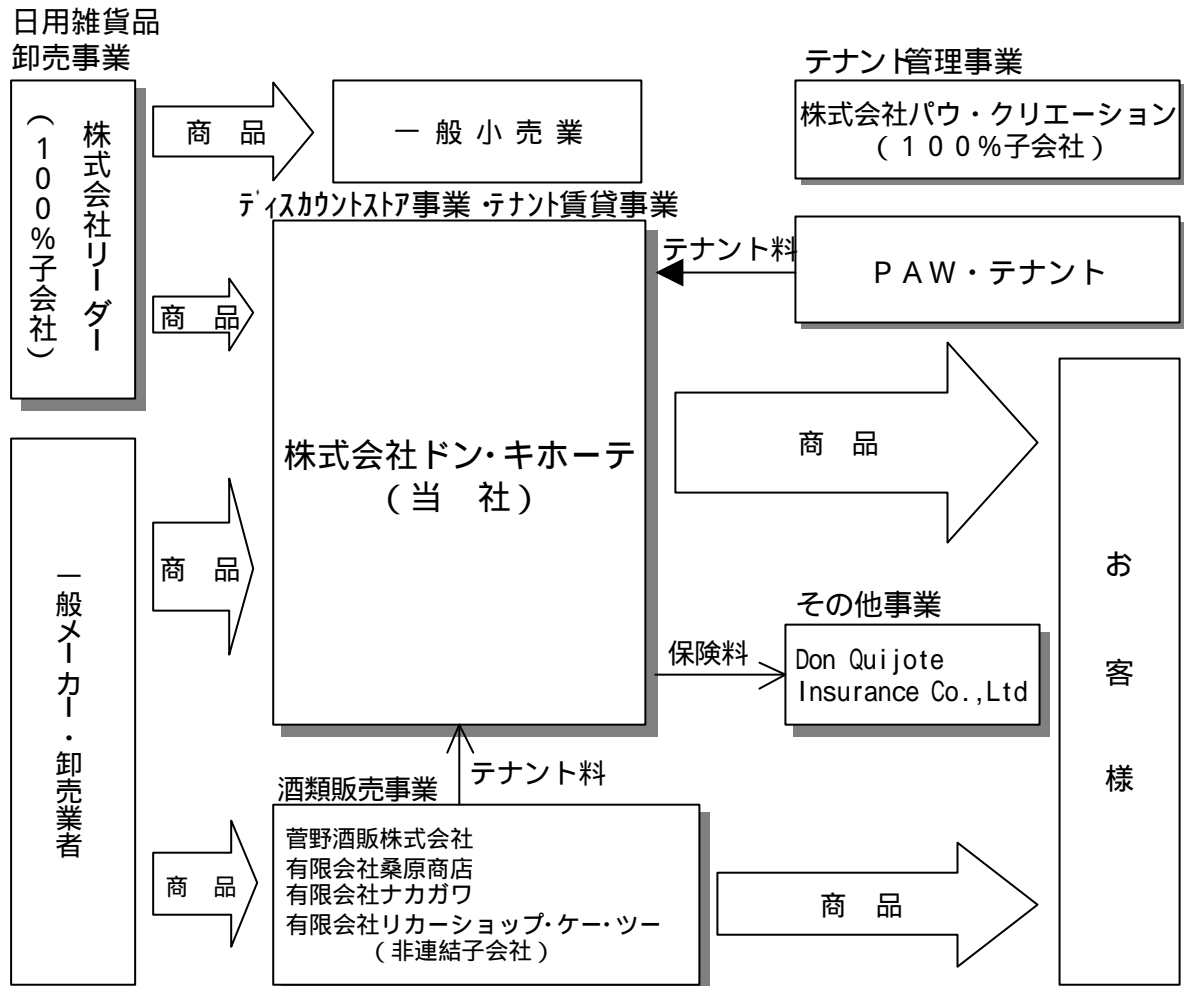 日用雑貨品
卸売事業
株式会社リーダー
(100%子会社)
商 品
一般小売業
テナント管理事業
株式会社パウ・クリエーション
(100%子会社)
ディスカウントストア事業・テナント賃貸事業
商 品
株式会社ドン・キホーテ
(当 社)
テナント料
PAW・テナント
商 品
お客様
一般メーカー・卸売業者
商 品
その他事業
保険料
Don Quijote
Insurance Co.,Ltd
テナント料
酒類販売事業
菅野酒販株式会社
有限会社桑原商店
有限会社ナカガワ
有限会社リカーショップ・ケー・ツー
(非連結子会社)
商 品
商 品